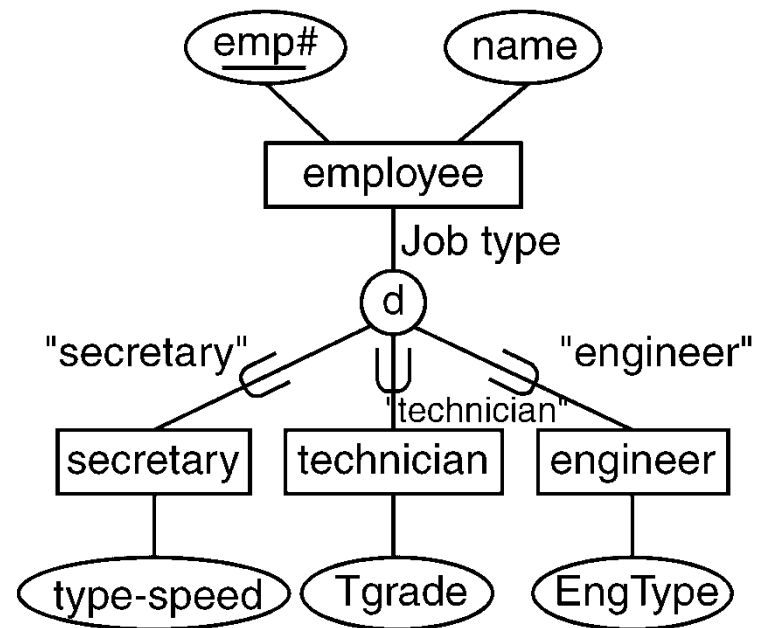 emp#
name
employee
Job type
d
"secretary"
"engineer"
"technician"
secretary
technician
engineer
type-speed
Tgrade
EngType